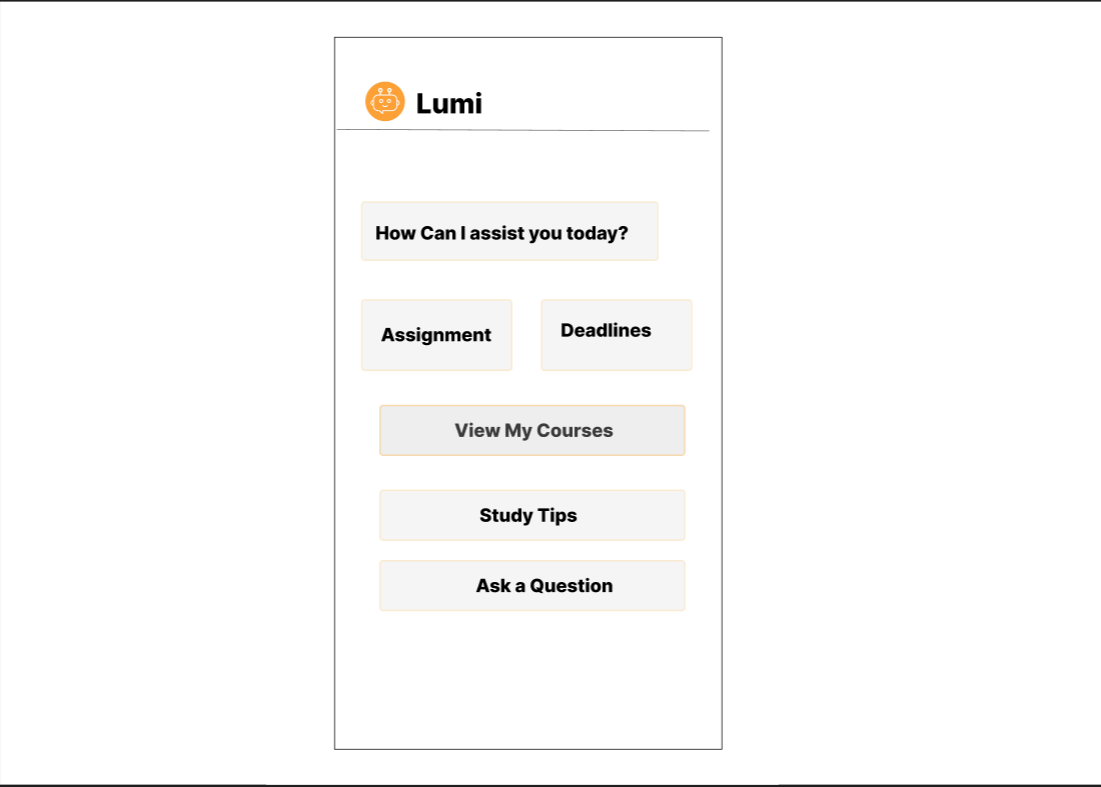 Lumi
How Can I assist you today?
Assignment
Deadlines
View My Courses
Study Tips
Ask a Question